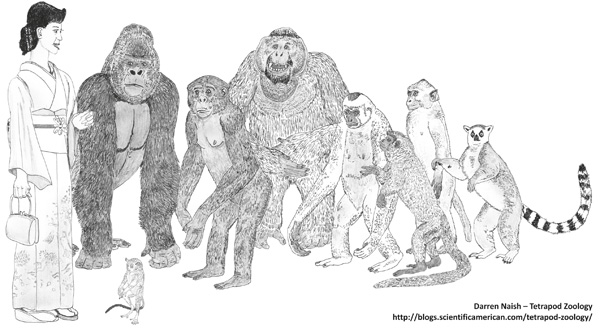 Darren Naish – Tetrapod Zoology
http://blogs.scientificamerican.com/tetrapod-zoology/